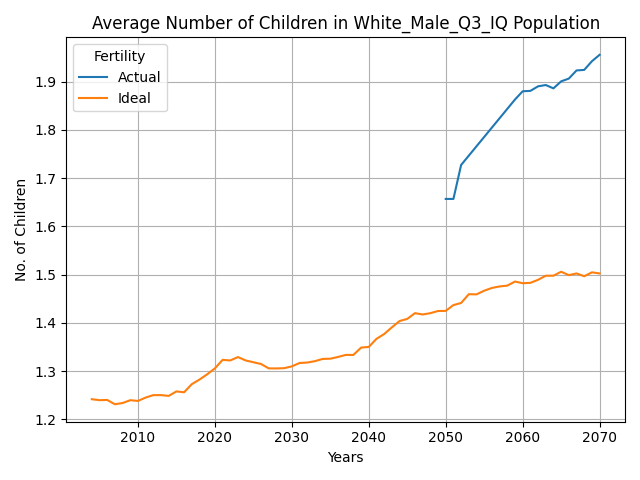 Average Number of Children in White_Male_Q3_IQ Population
Fertility
Actual
Ideal
No. of Children
1.9
1.8
1.7
1.6
1.5
1.4
1.3
1.2
2010 2020 2030 2040 2050 2060 2070
Years